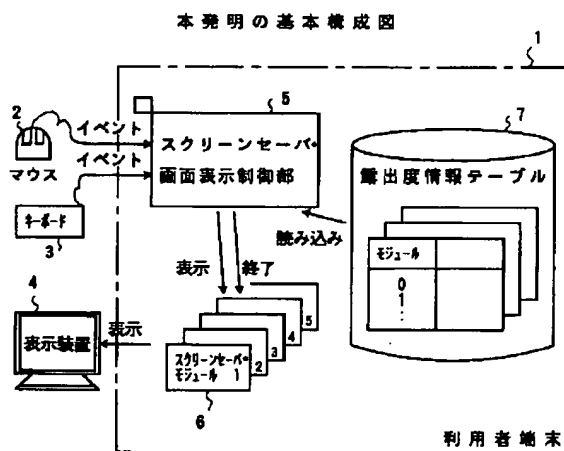 本発明の基本構成図
1
5
2
イベント
7
スクリーンセーバ・
イベント
マウス
画面表示制御部
露出度情報テーブル
キーボード
3
読み込み
表示
終了
モジュール
0
1
⋮
4
5
4
表示
3
表示装置
2
スクリーンセーバ・
モジュール 1
6
利用者端末